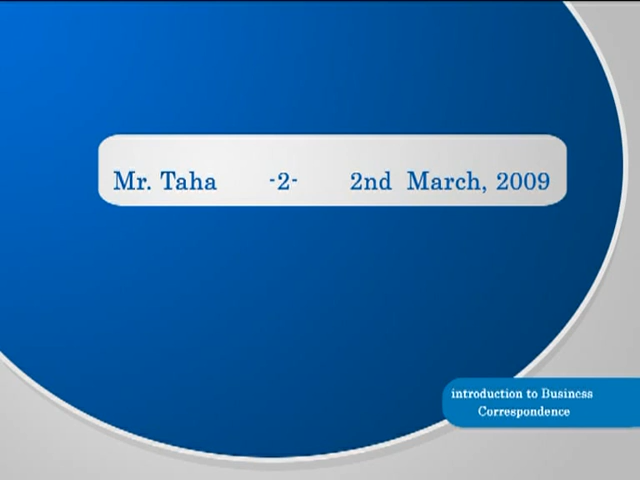 Mr. Taha -2- 2nd March, 2009
introduction to Business
Correspondence